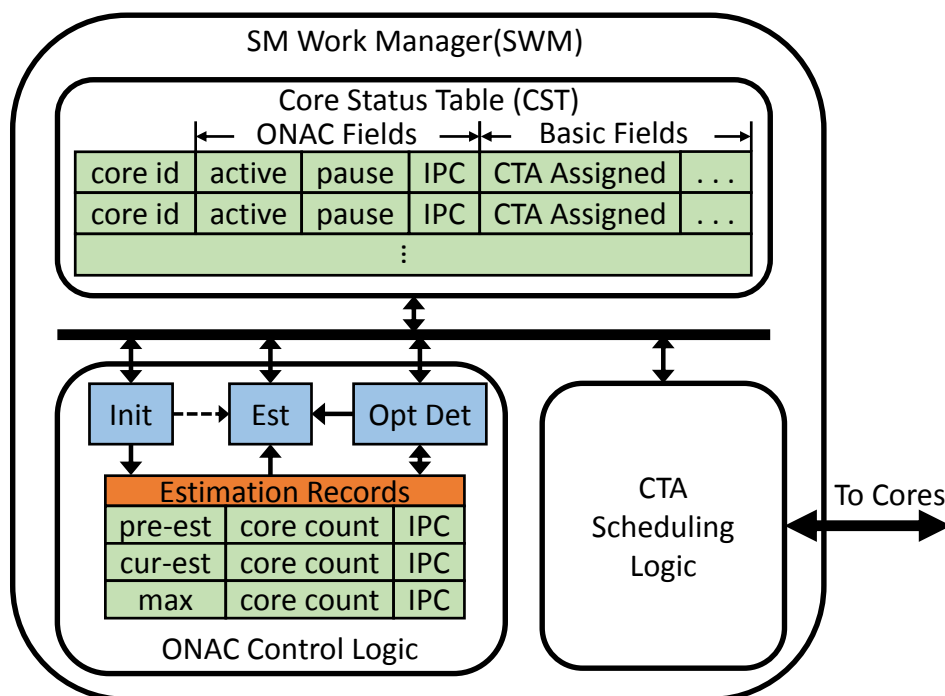 SM Work Manager(SWM)
Core Status Table (CST)
ONAC Fields Basic Fields
core id active pause IPC CTA Assigned . . .
core id active pause IPC CTA Assigned . . .
⋮
Init Est Opt Det
Estimation Records
pre-est core count IPC
cur-est core count IPC
max core count IPC
ONAC Control Logic
CTA
Scheduling
Logic
To Cores